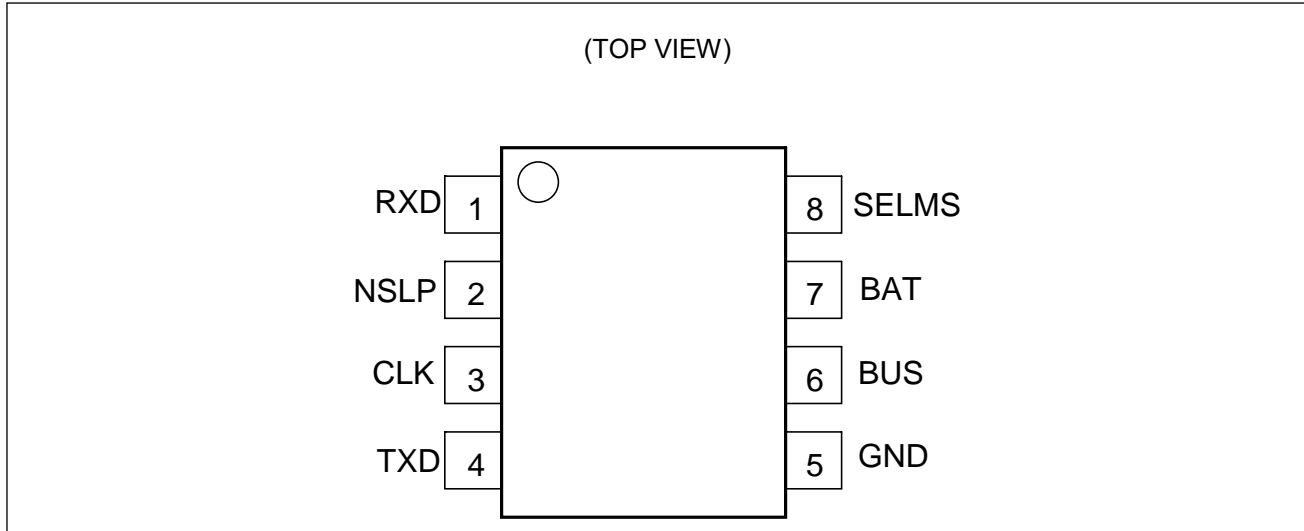 (TOP VIEW)
RXD 1 8 SELMS
NSLP 2 7 BAT
CLK 3 6 BUS
TXD 4 5 GND